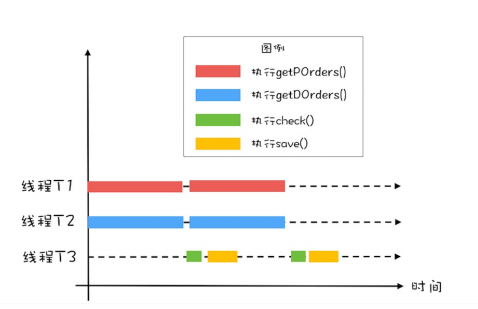 图例
执行getPOrders()
执行getDOrders()
执行check()
执行save()
线程T1
线程T2
线程T3
时间